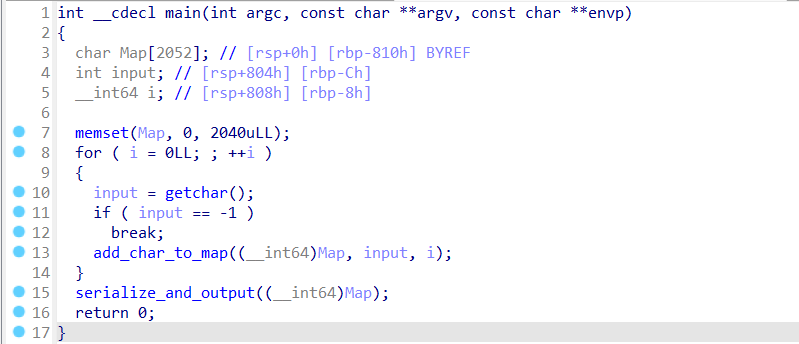 1 int __cdecl main(int argc, const char **argv, const char **envp)
2 {
3   char Map[2052]; // [rsp+0h] [rbp-810h] BYREF
4   int input; // [rsp+804h] [rbp-Ch]
5   __int64 i; // [rsp+808h] [rbp-8h]
6
7   memset(Map, 0, 2040uLL);
8   for ( i = 0LL; ; ++i )
9   {
10     input = getchar();
11     if ( input == -1 )
12       break;
13     add_char_to_map((__int64)Map, input, i);
14   }
15   serialize_and_output((__int64)Map);
16   return 0;
17 }